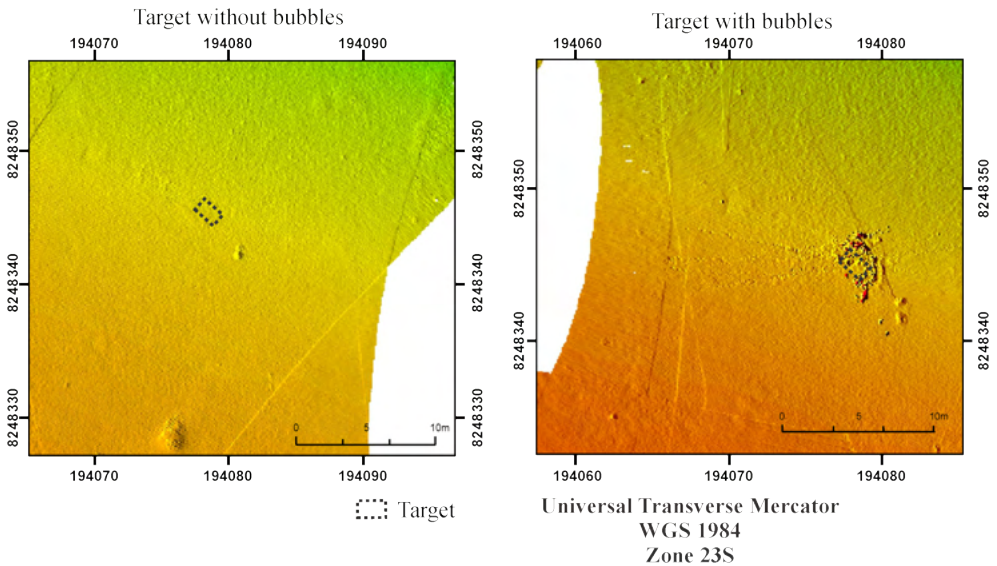 Target without bubbles
194070 194080 194090
8248350
8248340
8248330
8248350
8248340
8248330
0 5 10m
194070 194080 194090
Target
Target with bubbles
194060 194070 194080
8248350
8248340
8248350
8248340
0 5 10m
194060 194070 194080
Universal Transverse Mercator
WGS 1984
Zone 23S